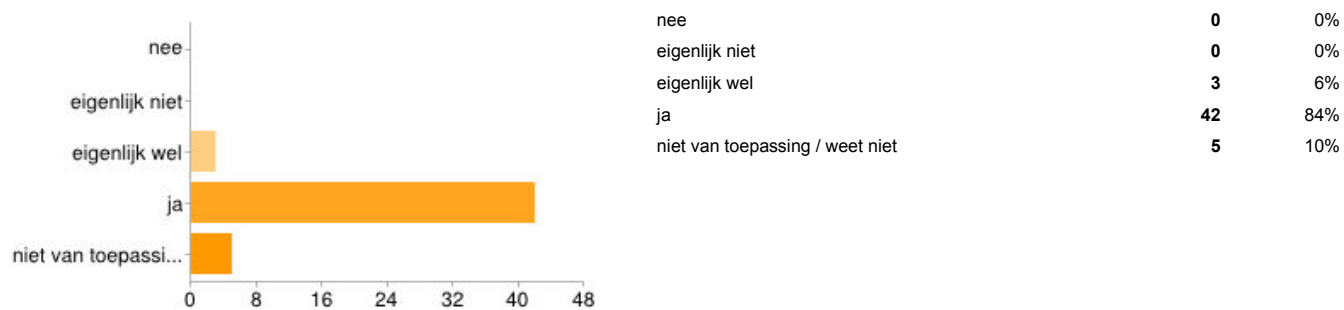 nee
eigenlijk niet
eigenlijk wel
ja
niet van toepassi...
0 8 16 24 32 40 48
nee 0 0%
eigenlijk niet 0 0%
eigenlijk wel 3 6%
ja 42 84%
niet van toepassing / weet niet 5 10%